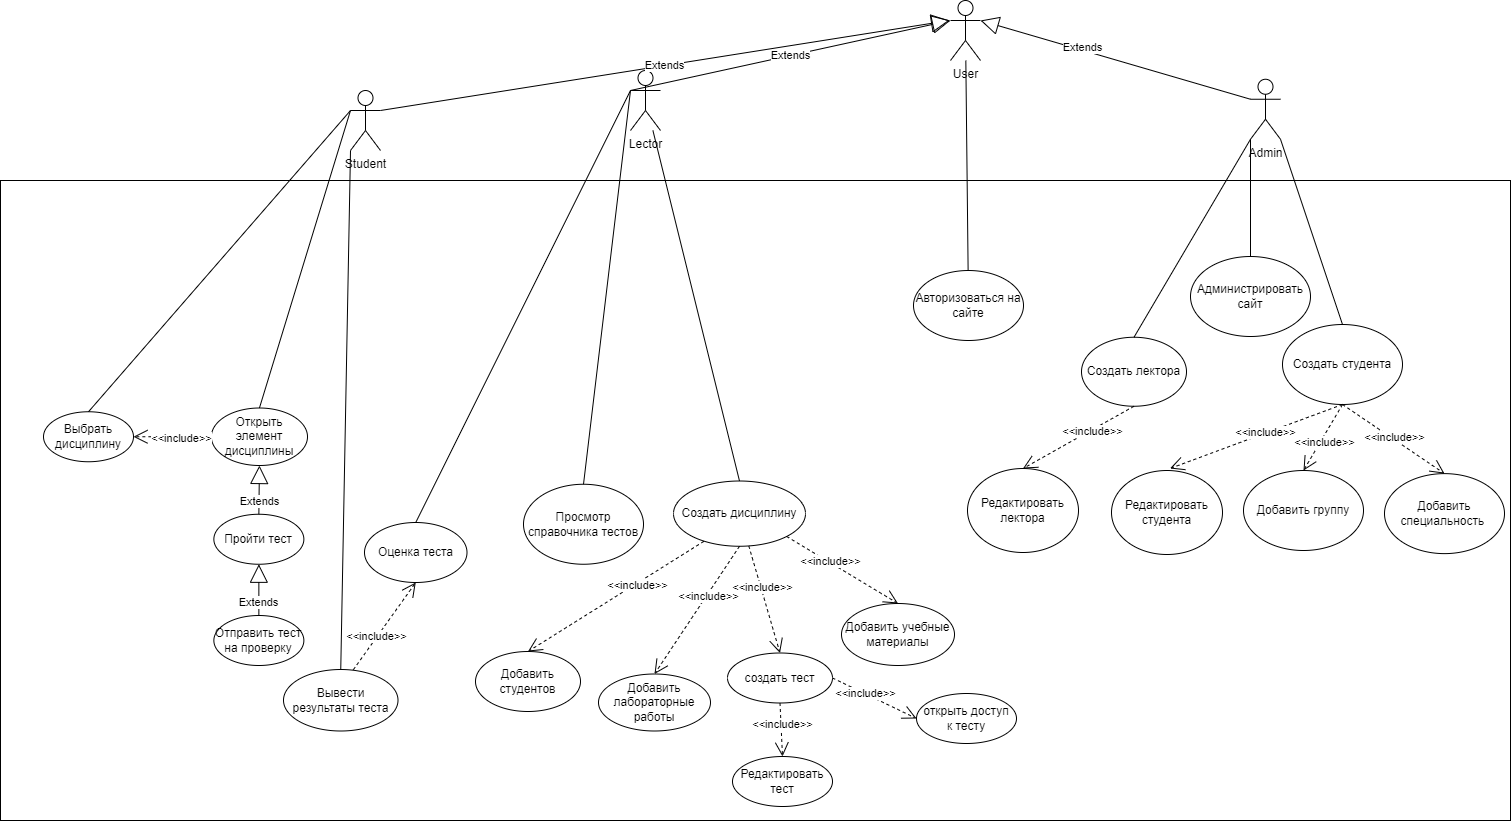 User
Extends
Extends
Extends
Student
Lector
Admin
Авторизоваться на
сайте
Администрировать
сайт
Создать лектора
Создать студента
<<include>>
<<include>>
<<include>>
<<include>>
Выбрать
дисциплину
<<include>>
Открыть
элемент
дисциплины
Extends
Пройти тест
Extends
Отправить тест
на проверку
Оценка теста
<<include>>
Вывести
результаты теста
Просмотр
справочника тестов
Создать дисциплину
<<include>>
<<include>>
<<include>>
<<include>>
Редактировать
лектора
Редактировать
студента
Добавить группу
Добавить
специальность
Добавить
студентов
Добавить
лабораторные
работы
создать тест
Добавить учебные
материалы
<<include>>
<<include>>
открыть доступ
к тесту
Редактировать
тест